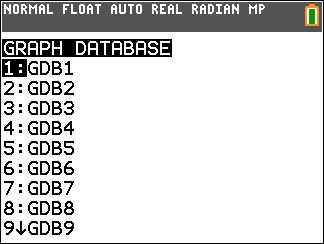 NORMAL FLOAT AUTO REAL RADIAN MP
GRAPH DATABASE
1:GDB1
2:GDB2
3:GDB3
4:GDB4
5:GDB5
6:GDB6
7:GDB7
8:GDB8
9↓GDB9